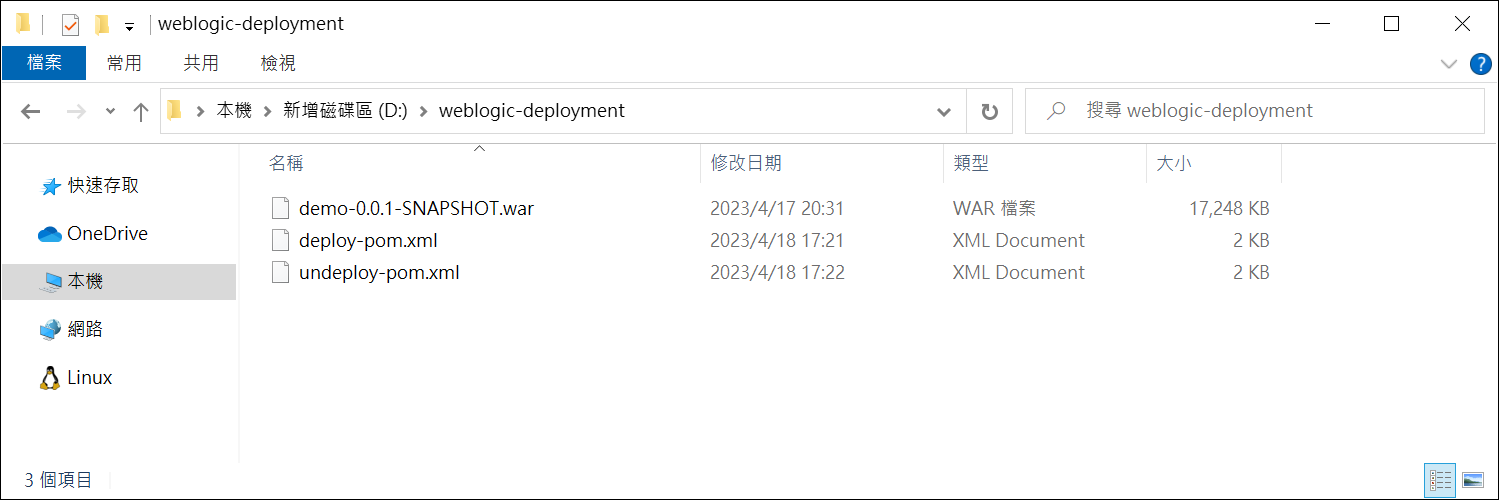 weblogic-deployment
檔案 常用 共用 檢視
?
本機 新增磁碟區 (D:) weblogic-deployment
搜尋 weblogic-deployment
名稱 修改日期 類型 大小
快速存取
OneDrive
本機
網路
Linux
demo-0.0.1-SNAPSHOT.war 2023/4/17 20:31 WAR 檔案 17,248 KB
deploy-pom.xml 2023/4/18 17:21 XML Document 2 KB
undeploy-pom.xml 2023/4/18 17:22 XML Document 2 KB
3 個項目